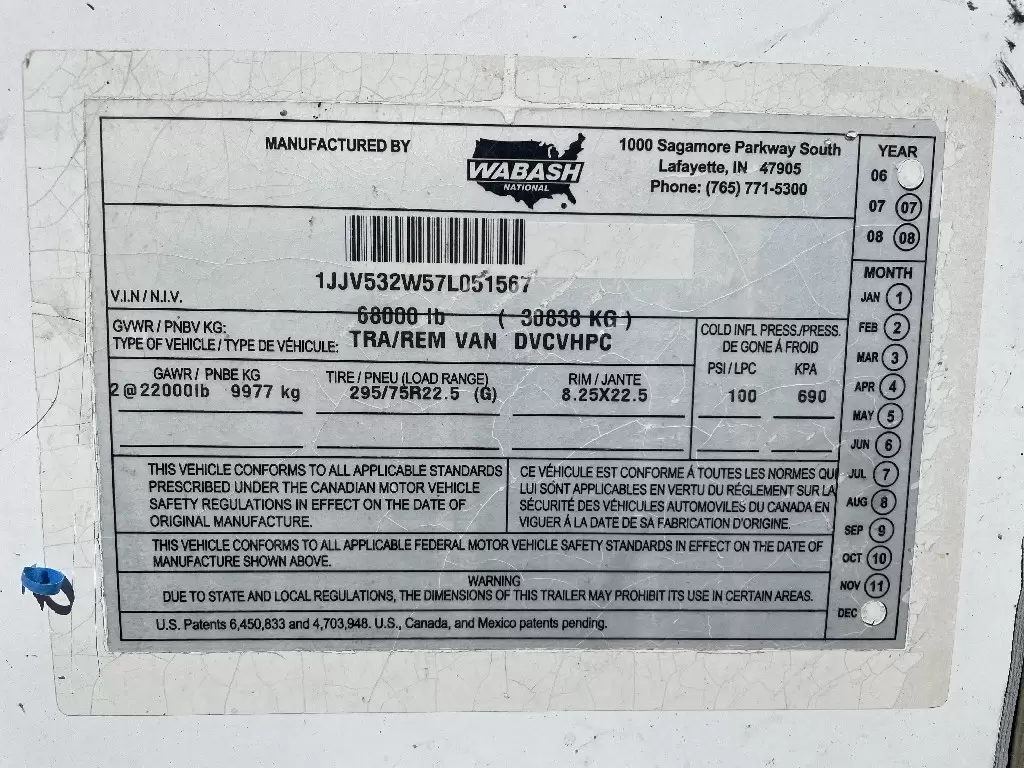 MANUFACTURED BY
WABASH
NATIONAL
1000 Sagamore Parkway South
Lafayette, IN 47905
Phone: (765) 771-5300
YEAR
06
07 07
08 08
1JJV532W57L051567
V.I.N / N.I.V.
68000 lb ( 30838 KG )
GVWR / PNBV KG:
TYPE OF VEHICLE / TYPE DE VÉHICULE: TRA/REM VAN DVCVHPC
COLD INFL PRESS./PRESS.
DE GONE Á FROID
PSI / LPC KPA
100 690
GAWR / PNBE KG
2@22000lb 9977 kg
TIRE / PNEU (LOAD RANGE)
295/75R22.5 (G)
RIM / JANTE
8.25X22.5
MONTH
JAN 1
FEB 2
MAR 3
APR 4
MAY 5
JUN 6
JUL 7
AUG 8
SEP 9
OCT 10
NOV 11
DEC
THIS VEHICLE CONFORMS TO ALL APPLICABLE STANDARDS
PRESCRIBED UNDER THE CANADIAN MOTOR VEHICLE
SAFETY REGULATIONS IN EFFECT ON THE DATE OF
ORIGINAL MANUFACTURE.
CE VÉHICULE EST CONFORME Á TOUTES LES NORMES QUI
LUI SONT APPLICABLES EN VERTU DU RÉGLEMENT SUR LA
SÉCURITÉ DES VÉHICULES AUTOMOVILES DU CANADA EN
VIGUER Á LA DATE DE SA FABRICATION D'ORIGINE.
THIS VEHICLE CONFORMS TO ALL APPLICABLE FEDERAL MOTOR VEHICLE SAFETY STANDARDS IN EFFECT ON THE DATE OF
MANUFACTURE SHOWN ABOVE.
WARNING
DUE TO STATE AND LOCAL REGULATIONS, THE DIMENSIONS OF THIS TRAILER MAY PROHIBIT ITS USE IN CERTAIN AREAS.
U.S. Patents 6,450,833 and 4,703,948. U.S., Canada, and Mexico patents pending.